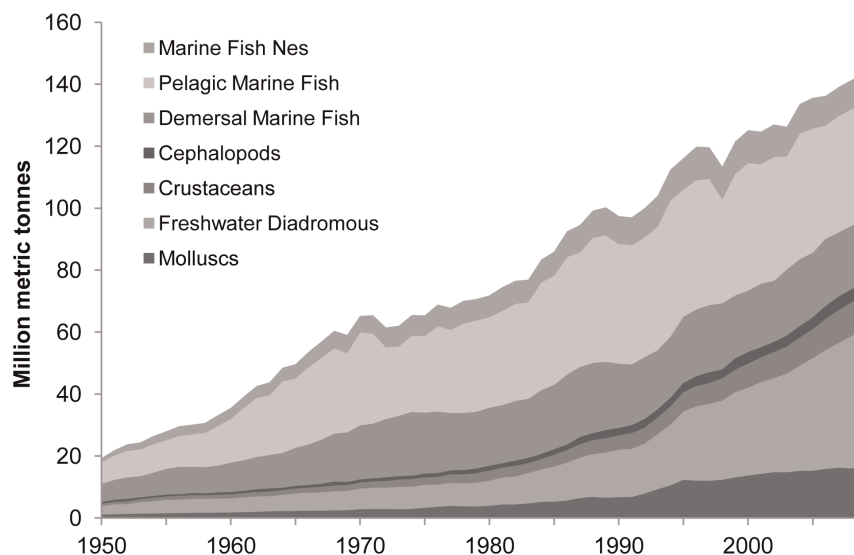 160
140
120
100
80
60
40
20
0
Million metric tonnes
Marine Fish Nes
Pelagic Marine Fish
Demersal Marine Fish
Cephalopods
Crustaceans
Freshwater Diadromous
Molluscs
1950 1960 1970 1980 1990 2000